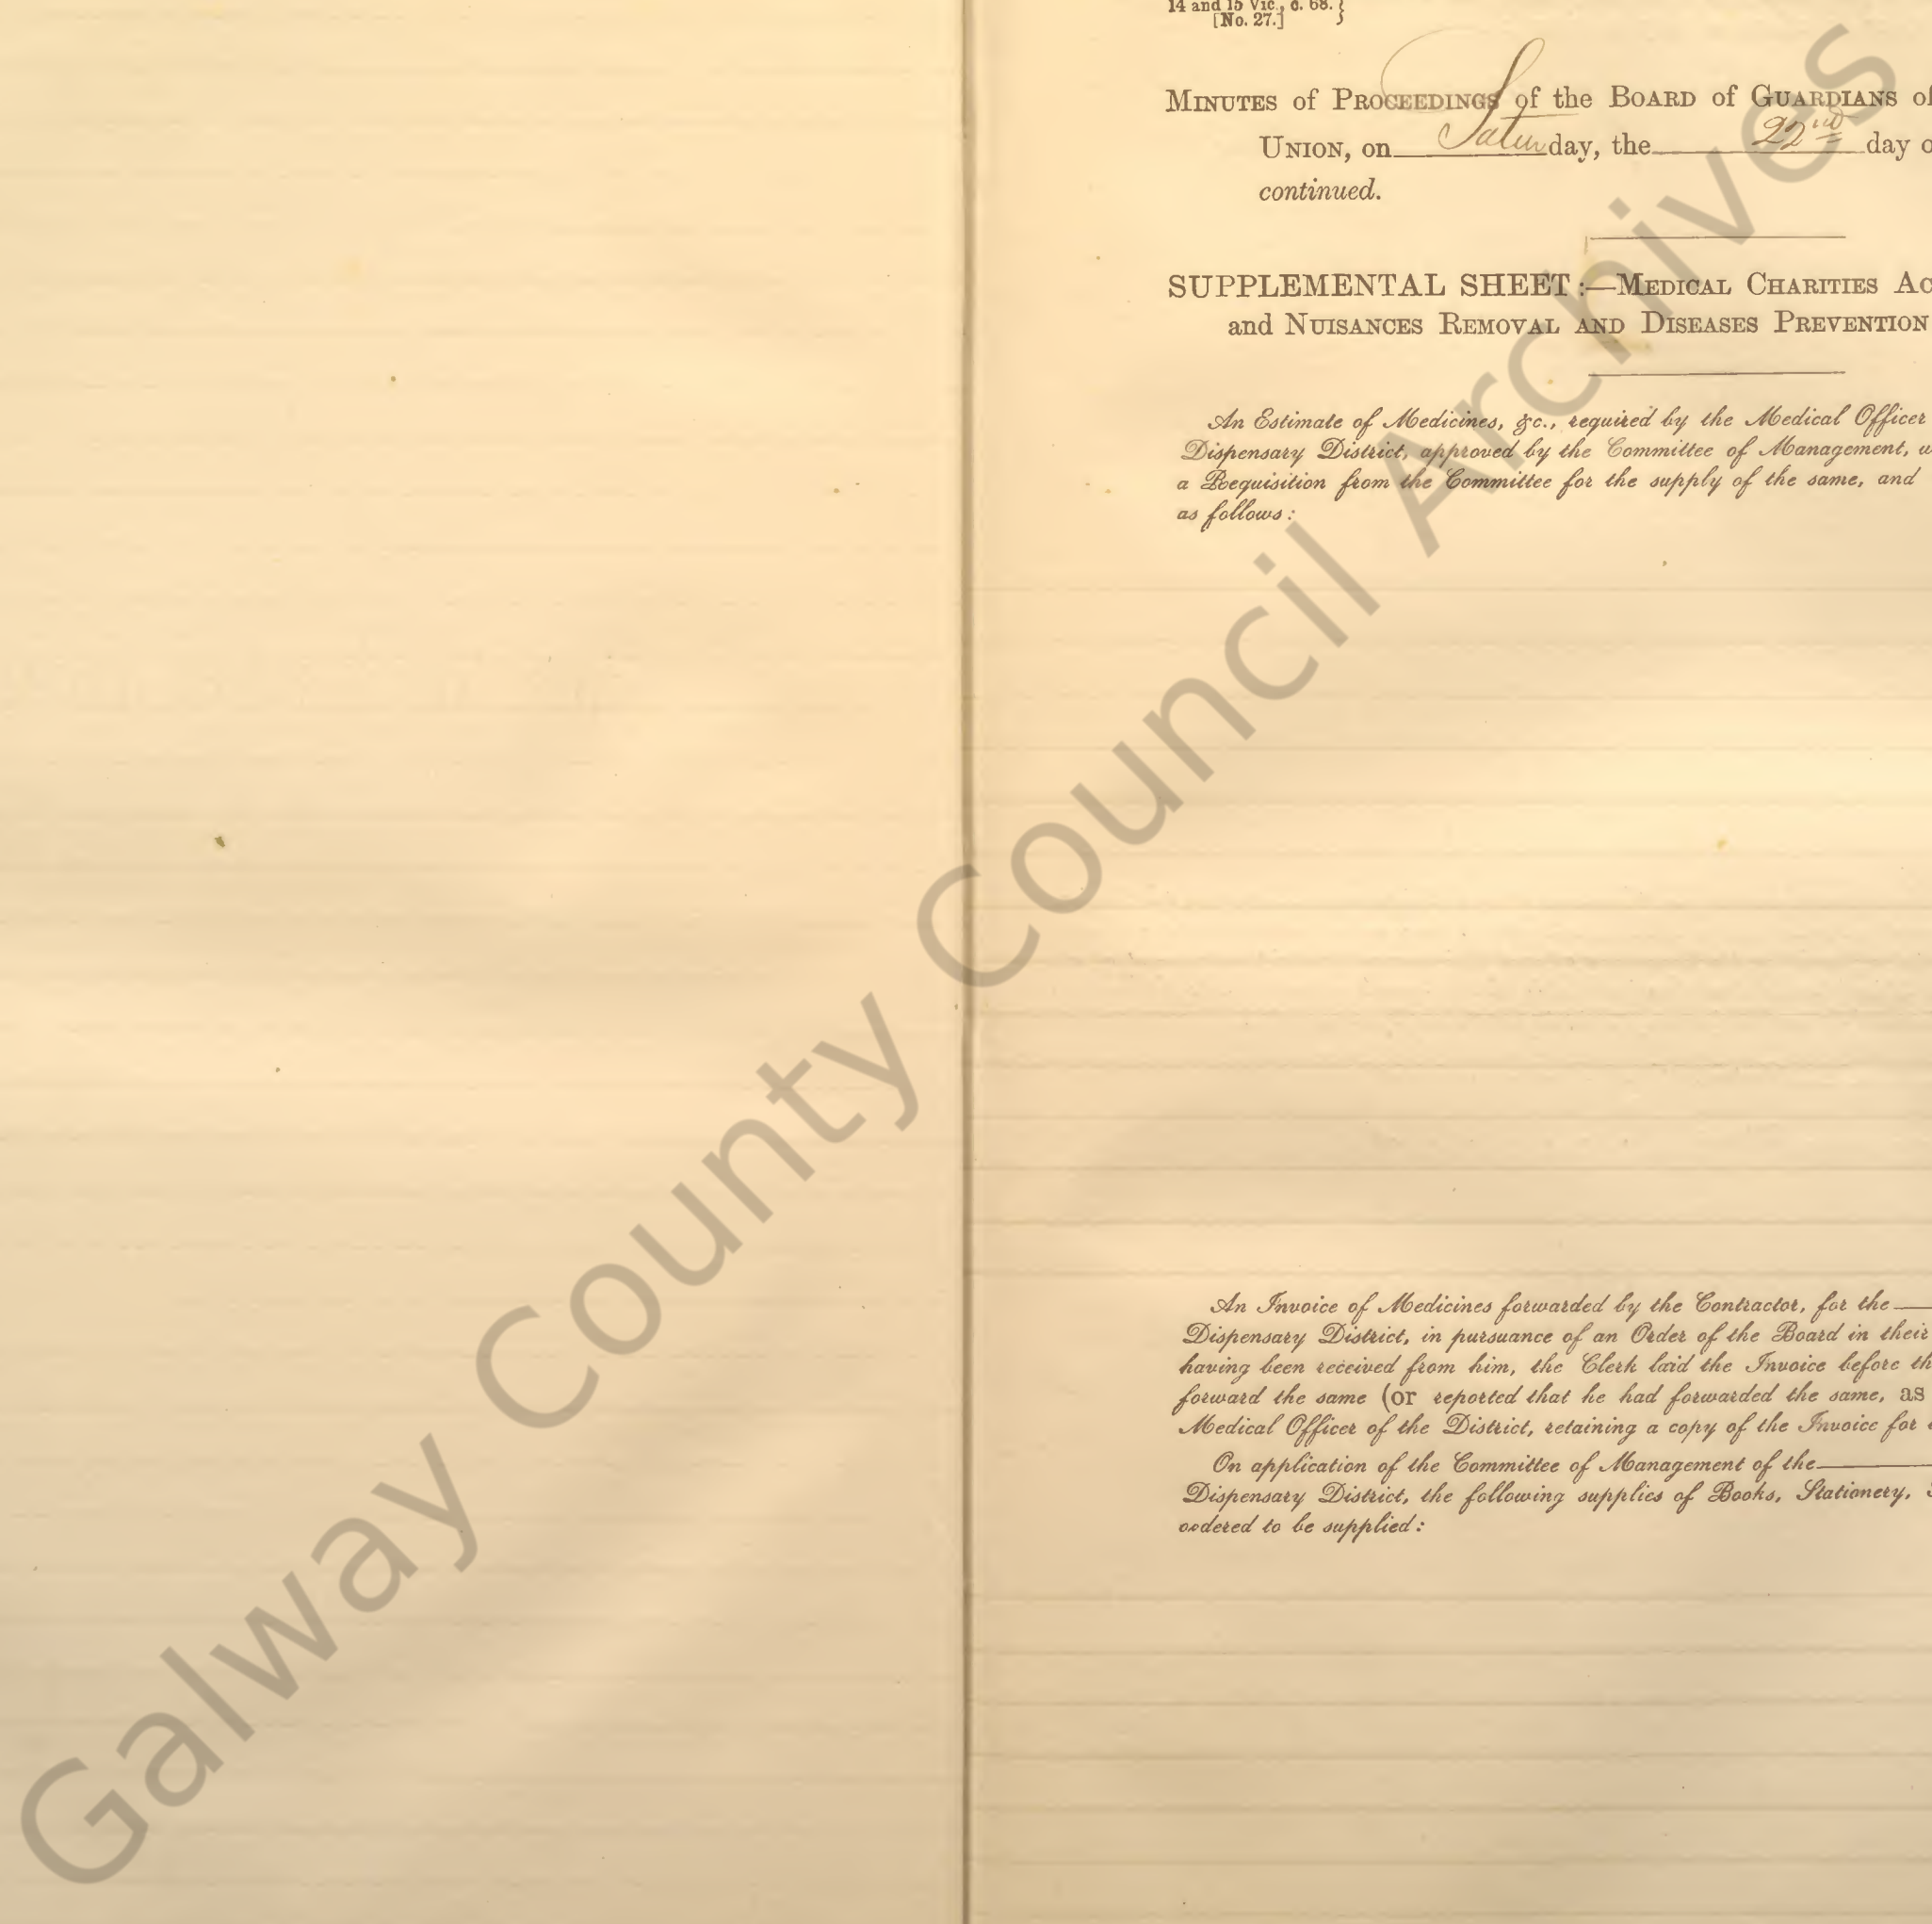 14 and 15 Vic., c. 68. }
[No. 27.]
MINUTES of PROCEEDINGS of the BOARD of GUARDIANS of
UNION, on Saturday, the 22nd day o
continued.
SUPPLEMENTAL SHEET:—MEDICAL CHARITIES AC
and NUISANCES REMOVAL AND DISEASES PREVENTION
An Estimate of Medicines, &c., required by the Medical Officer
Dispensary District, approved by the Committee of Management, w
a Requisition from the Committee for the supply of the same, and
as follows:
An Invoice of Medicines forwarded by the Contractor, for the
Dispensary District, in pursuance of an Order of the Board in their
having been received from him, the Clerk laid the Invoice before th
forward the same (or reported that he had forwarded the same, as
Medical Officer of the District, retaining a copy of the Invoice for
On application of the Committee of Management of the
Dispensary District, the following supplies of Books, Stationery,
ordered to be supplied:
Galway County Council Archives